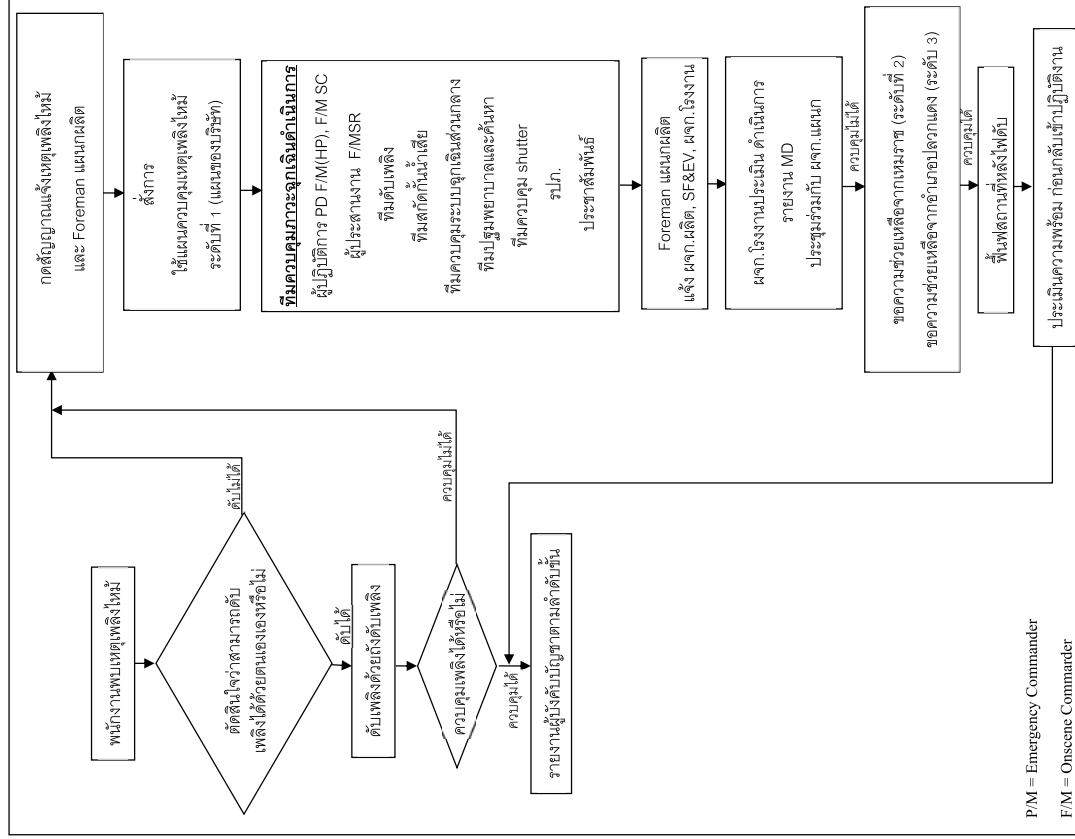 พนักงานพบเหตุเพลิงไหม้
ตัดสินใจว่าสามารถดับ
เพลิงได้ด้วยตนเองหรือไม่
ดับไม่ได้
ดับได้
ดับเพลิงด้วยถังดับเพลิง
ควบคุมเพลิงได้หรือไม่
ควบคุมไม่ได้
ควบคุมได้
รายงานผู้บังคับบัญชาตามลำดับขั้น
กดสัญญาณแจ้งเหตุเพลิงไหม้
และ Foreman แผนกผลิต
สั่งการ
ใช้แผนควบคุมเหตุเพลิงไหม้
ระดับที่ 1 (แผนของบริษัท)
ทีมควบคุมภาวะฉุกเฉินดำเนินการ
ผู้ปฏิบัติการ PD F/M(HP), F/M SC
ผู้ประสานงาน F/MSR
ทีมดับเพลิง
ทีมสกัดกั้นน้ำเสีย
ทีมควบคุมระบบฉุกเฉินส่วนกลาง
ทีมปฐมพยาบาลและค้นหา
ทีมควบคุม shutter
รปภ.
ประชาสัมพันธ์
Foreman แผนกผลิต
แจ้ง ผจก.ผลิต, SF&EV, ผจก.โรงงาน
ผจก.โรงงานประเมิน ดำเนินการ
รายงาน MD
ประชุมร่วมกับ ผจก.แผนก
ควบคุมไม่ได้
ขอความช่วยเหลือจากเหมราช (ระดับที่ 2)
ขอความช่วยเหลือจากอำเภอปลวกแดง (ระดับ 3)
ควบคุมได้
ฟื้นฟูสถานที่หลังไฟดับ
ประเมินความพร้อม ก่อนกลับเข้าปฏิบัติงาน
P/M = Emergency Commander
F/M = Onscene Commarder